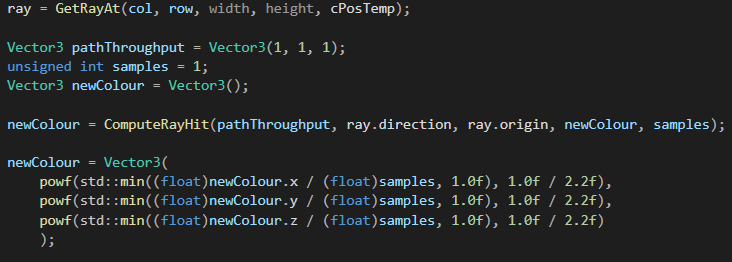 ray = GetRayAt(col, row, width, height, cPosTemp);
Vector3 pathThroughput = Vector3(1, 1, 1);
unsigned int samples = 1;
Vector3 newColour = Vector3();
newColour = ComputeRayHit(pathThroughput, ray.direction, ray.origin, newColour, samples);
newColour = Vector3(
powf(std::min((float)newColour.x / (float)samples, 1.0f), 1.0f / 2.2f),
powf(std::min((float)newColour.y / (float)samples, 1.0f), 1.0f / 2.2f),
powf(std::min((float)newColour.z / (float)samples, 1.0f), 1.0f / 2.2f)
);